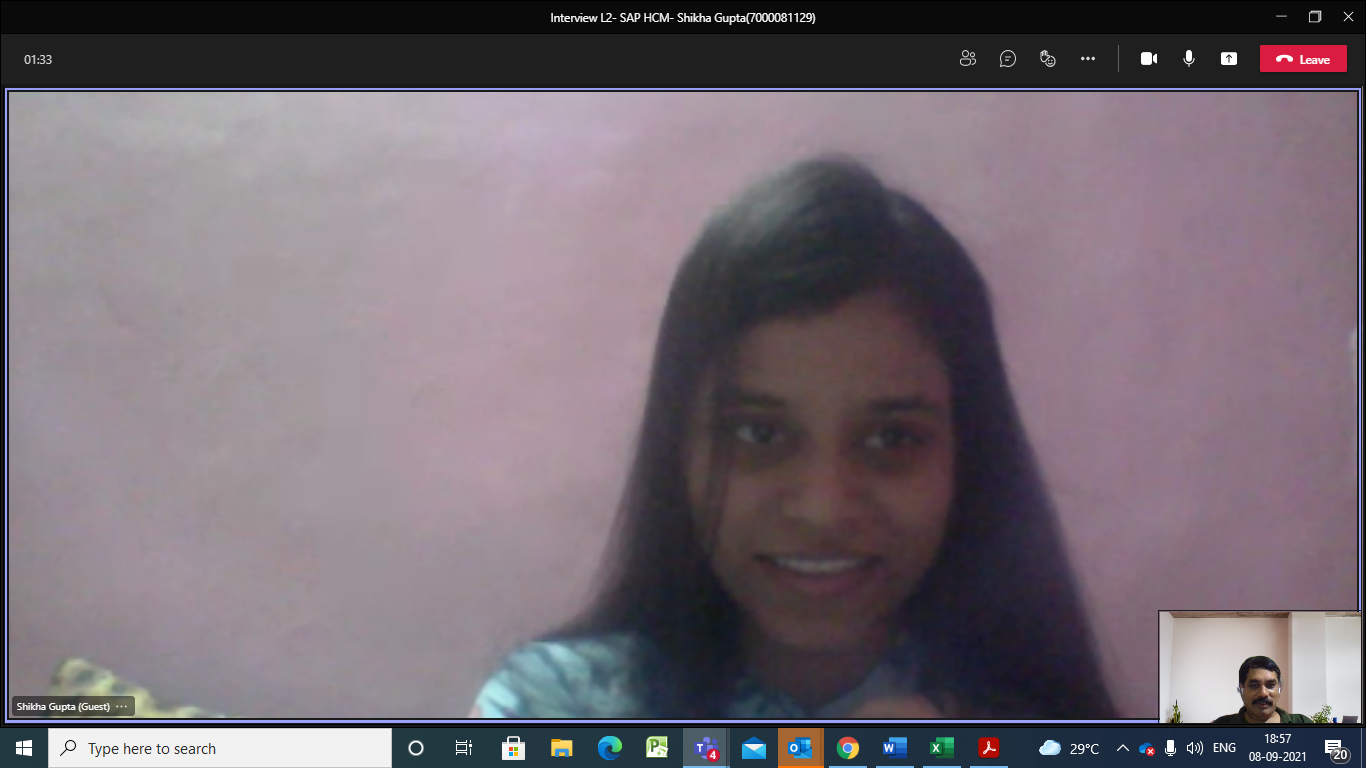 Interview L2- SAP HCM- Shikha Gupta(7000081129)
01:33
Leave
Shikha Gupta (Guest)
Type here to search
4
29°C
ENG
18:57
08-09-2021
20